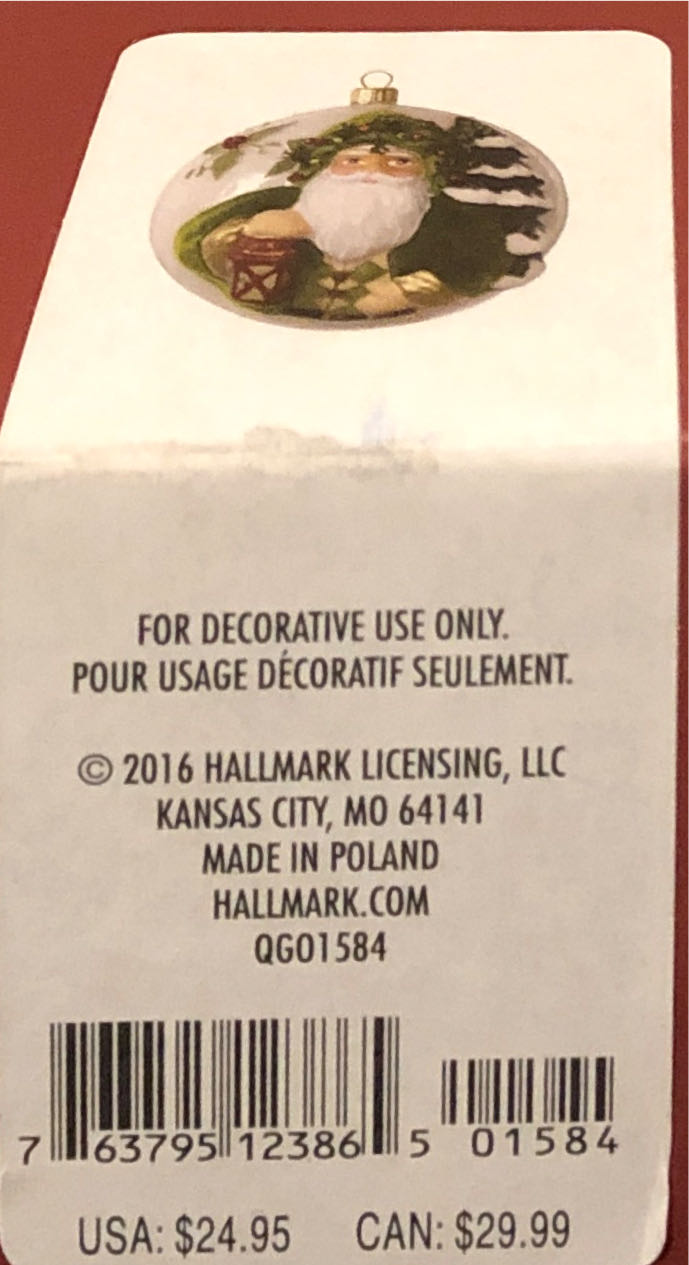 FOR DECORATIVE USE ONLY.
POUR USAGE DÉCORATIF SEULEMENT.
© 2016 HALLMARK LICENSING, LLC
KANSAS CITY, MO 64141
MADE IN POLAND
HALLMARK.COM
QGO1584
7 63795 12386 5 01584
USA: $24.95 CAN: $29.99